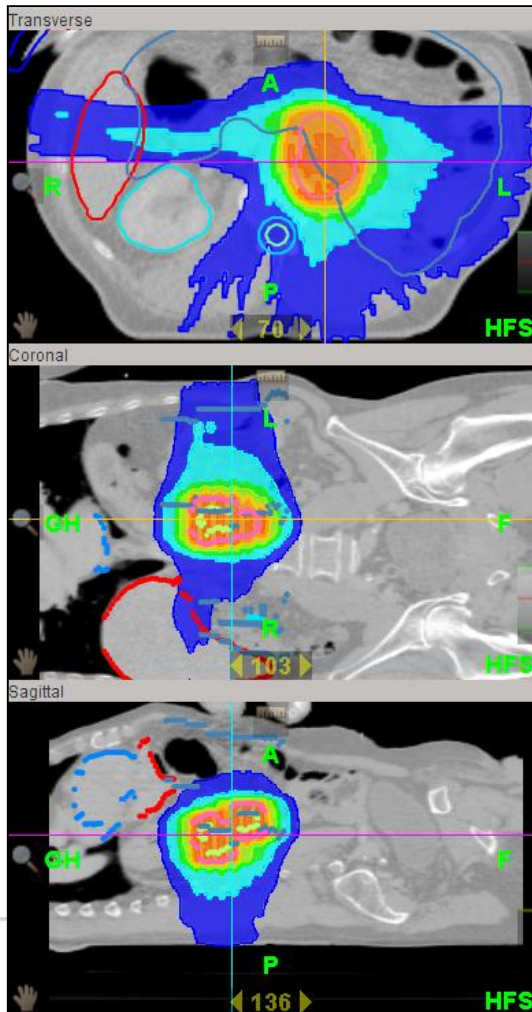 Transverse
A
R
L
P
70
HFS
Coronal
L
GH
F
R
103
HFS
Sagittal
A
GH
F
P
136
HFS